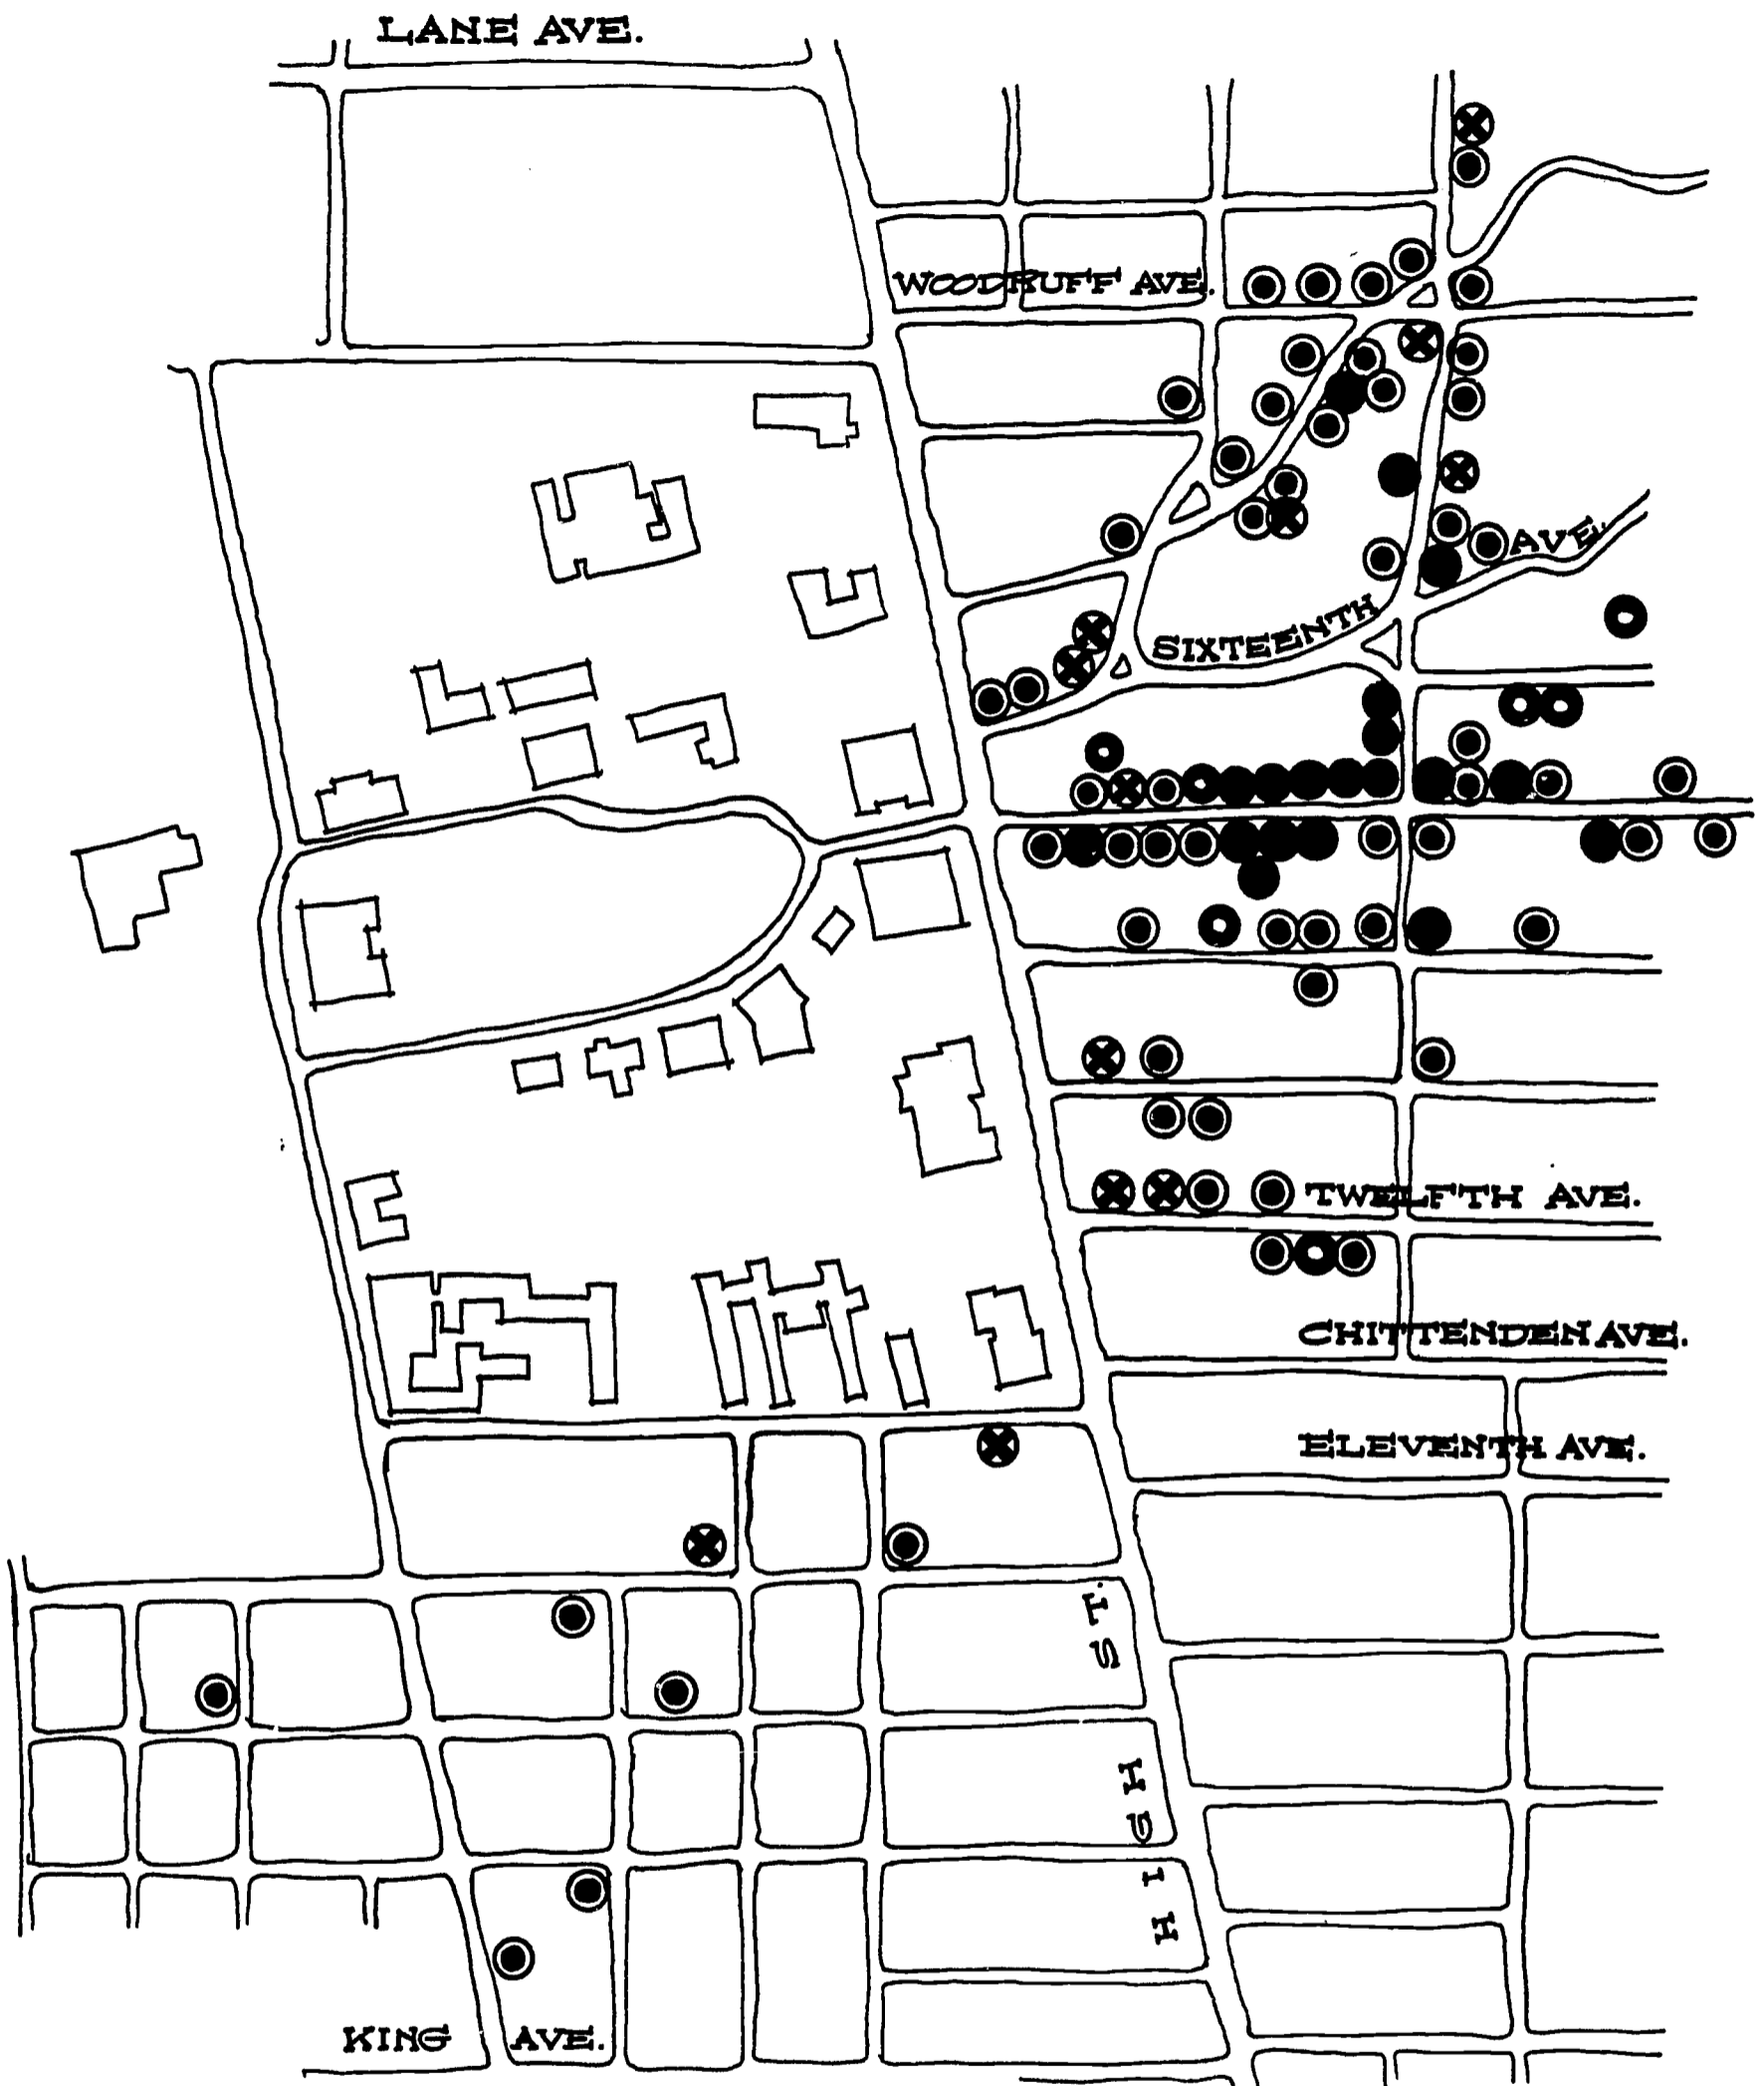 LANE AVE.
WOODRUFF AVE.
SIXTEENTH AVE.
TWELFTH AVE.
CHITTENDEN AVE.
ELEVENTH AVE.
HIGH ST.
KING AVE.